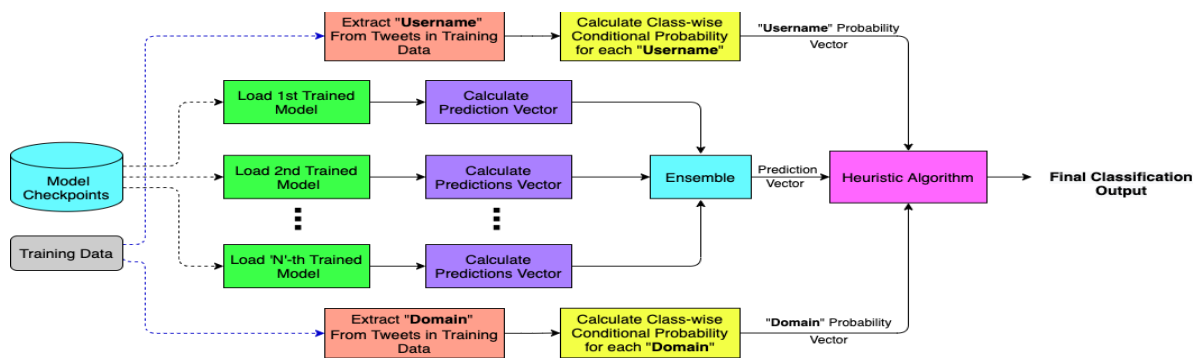 Extract "Username"
From Tweets in Training
Data
Calculate Class-wise
Conditional Probability
for each "Username"
"Username" Probability
Vector
Load 1st Trained
Model
Calculate
Prediction Vector
Model
Checkpoints
Load 2nd Trained
Model
Calculate
Predictions Vector
Ensemble
Prediction
Vector
Heuristic Algorithm
Final Classification
Output
Training Data
Load 'N'-th Trained
Model
Calculate
Predictions Vector
Extract "Domain"
From Tweets in Training
Data
Calculate Class-wise
Conditional Probability
for each "Domain"
"Domain" Probability
Vector